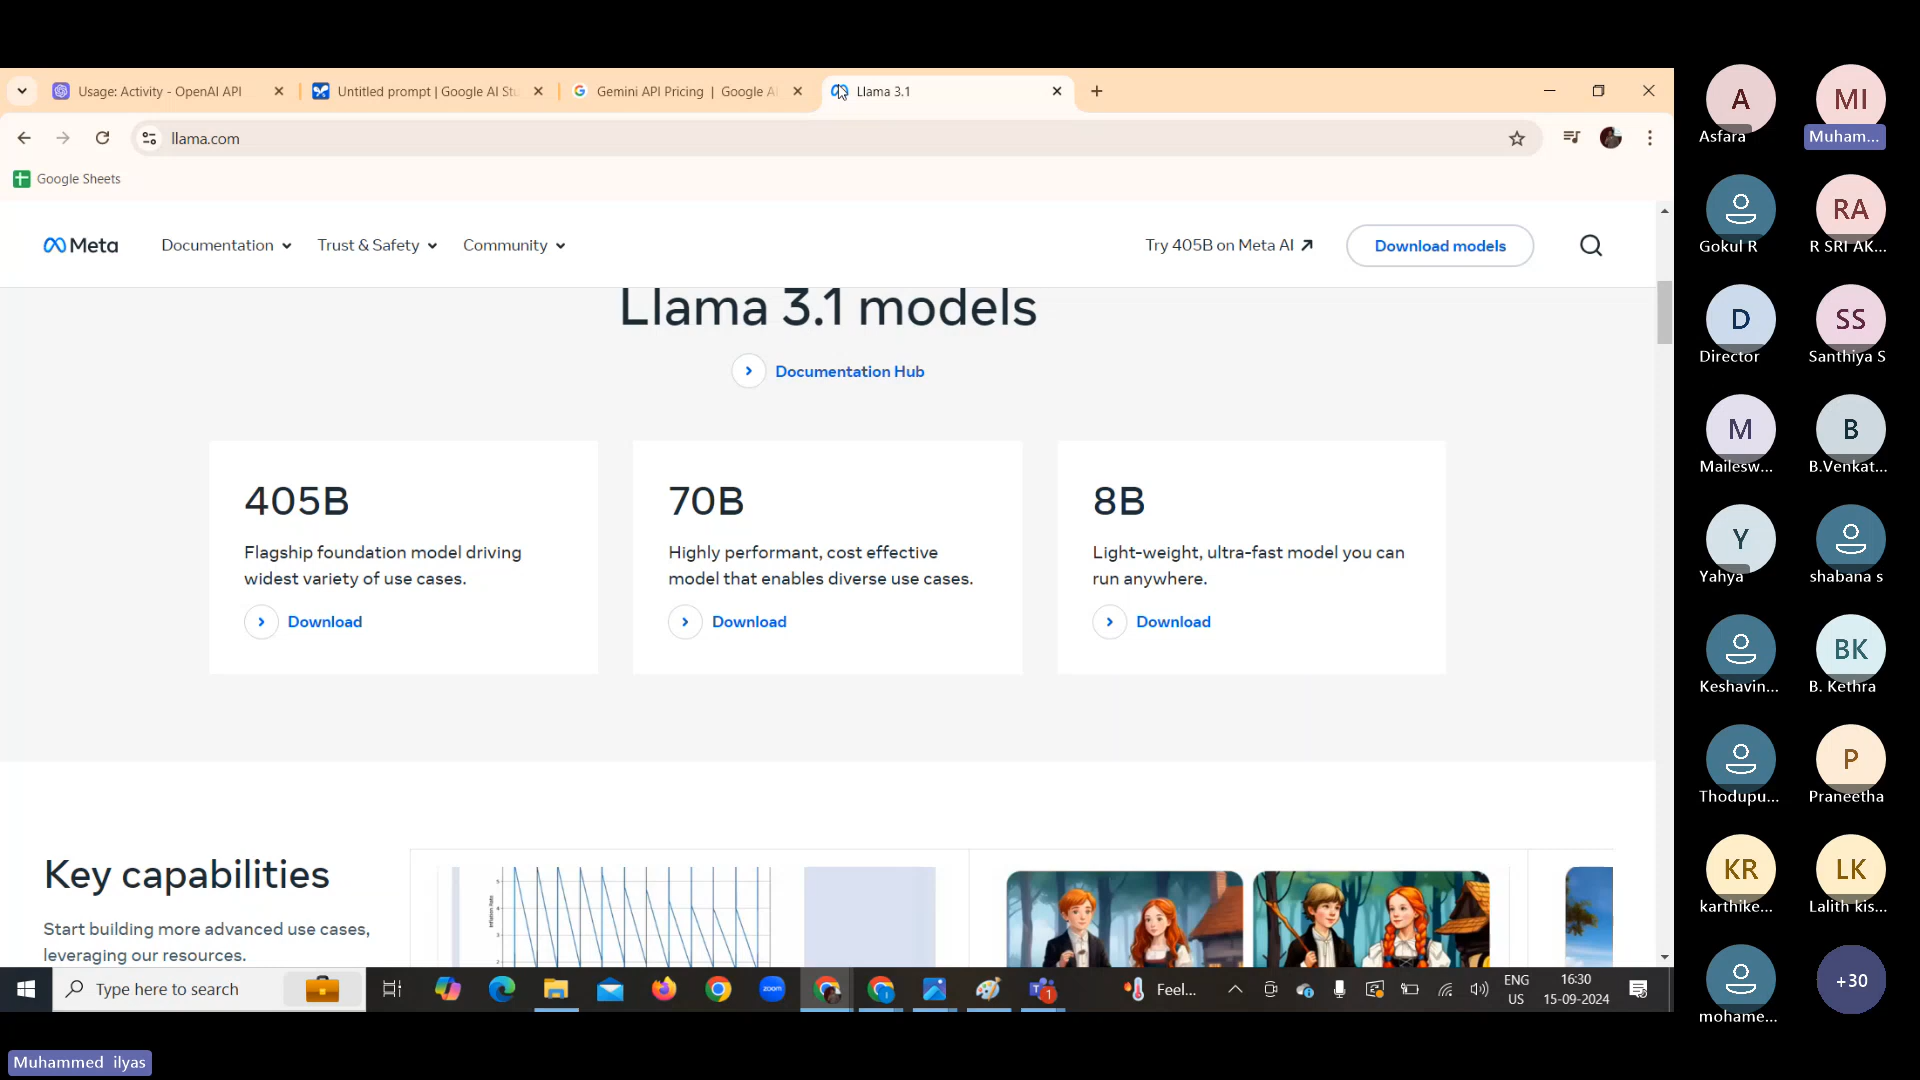 Usage: Activity - OpenAI API
Untitled prompt | Google AI Stu
Gemini API Pricing | Google AI
Llama 3.1
llama.com
Google Sheets
Meta
Documentation
Trust & Safety
Community
Try 405B on Meta AI
Download models
Llama 3.1 models
Documentation Hub
405B
Flagship foundation model driving
widest variety of use cases.
Download
70B
Highly performant, cost effective
model that enables diverse use cases.
Download
8B
Light-weight, ultra-fast model you can
run anywhere.
Download
Key capabilities
Start building more advanced use cases,
leveraging our resources.
Type here to search
zoom
1
Feel...
ENG
US
16:30
15-09-2024
A
Asfara
MI
Muham...
Gokul R
RA
R SRI AK...
D
Director
SS
Santhiya S
M
Mailesw...
B
B.Venkat...
Y
Yahya
shabana s
Keshavin...
BK
B. Kethra
Thodupu...
P
Praneetha
KR
karthike...
LK
Lalith kis...
mohame...
+30
Muhammed ilyas